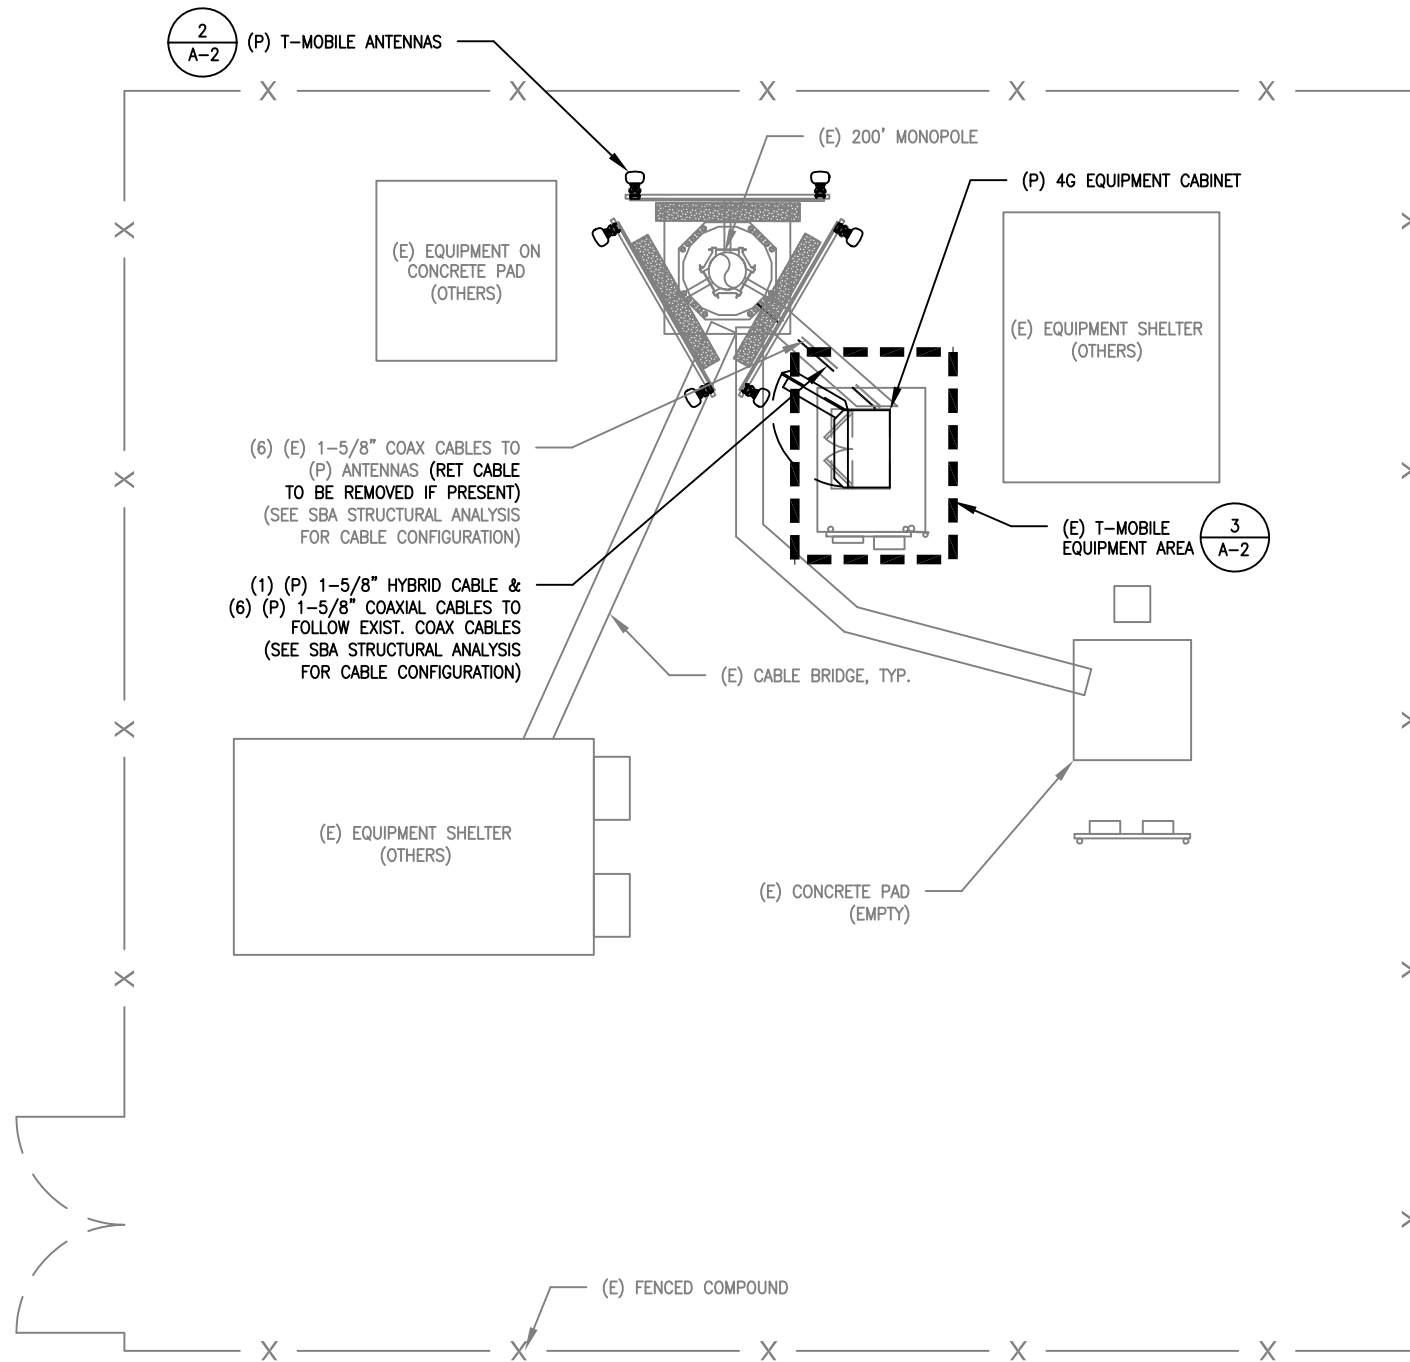 2
A-2
(P) T-MOBILE ANTENNAS
(E) 200' MONOPOLE
(P) 4G EQUIPMENT CABINET
(E) EQUIPMENT ON
CONCRETE PAD
(OTHERS)
(E) EQUIPMENT SHELTER
(OTHERS)
(6) (E) 1-5/8" COAX CABLES TO
(P) ANTENNAS (RET CABLE
TO BE REMOVED IF PRESENT)
(SEE SBA STRUCTURAL ANALYSIS
FOR CABLE CONFIGURATION)
(E) T-MOBILE
EQUIPMENT AREA
3
A-2
(1) (P) 1-5/8" HYBRID CABLE &
(6) (P) 1-5/8" COAXIAL CABLES TO
FOLLOW EXIST. COAX CABLES
(SEE SBA STRUCTURAL ANALYSIS
FOR CABLE CONFIGURATION)
(E) CABLE BRIDGE, TYP.
(E) EQUIPMENT SHELTER
(OTHERS)
(E) CONCRETE PAD
(EMPTY)
(E) FENCED COMPOUND